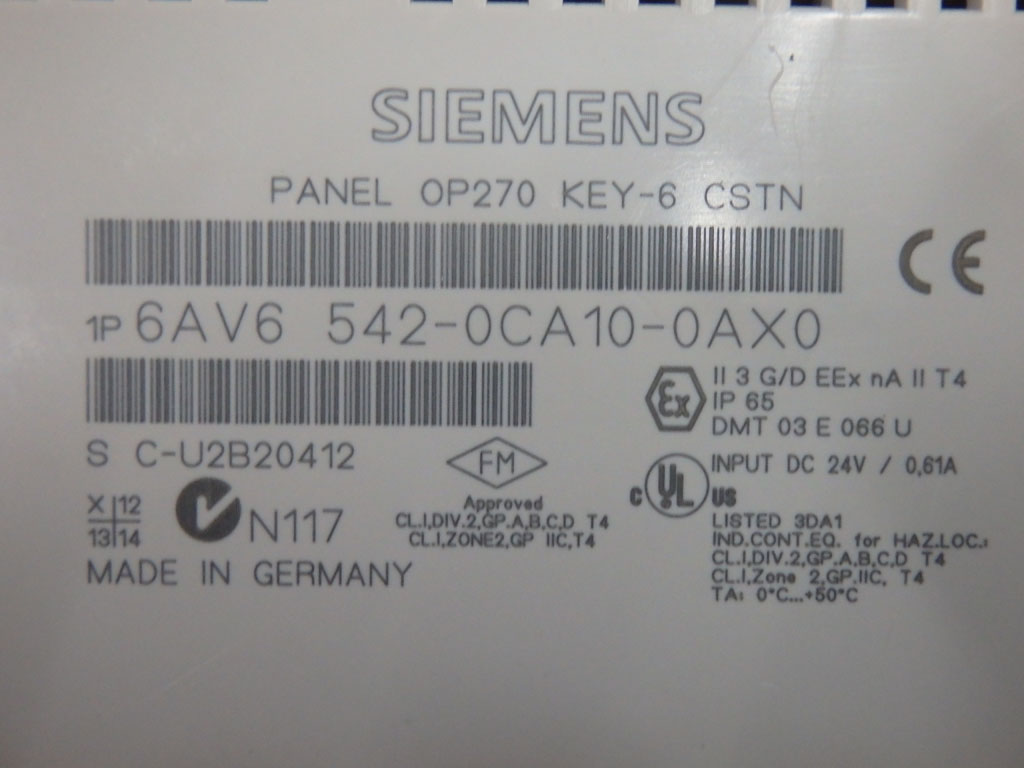 SIEMENS
PANEL OP270 KEY-6 CSTN
CE
1P 6AV6 542-0CA10-0AX0
Ex
II 3 G/D EEx nA II T4
IP 65
DMT 03 E 066 U
S C-U2B20412
FM
Approved
CL.I,DIV.2,GP.A,B,C,D T4
CL.I,ZONE2,GP IIC,T4
C UL US
INPUT DC 24V / 0,61A
LISTED 3DA1
IND.CONT.EQ. for HAZ.LOC.:
CL.I,DIV.2,GP.A,B,C,D T4
CL.I,Zone 2,GP.IIC, T4
TA: 0°C...+50°C
X 12
13 14
N117
MADE IN GERMANY